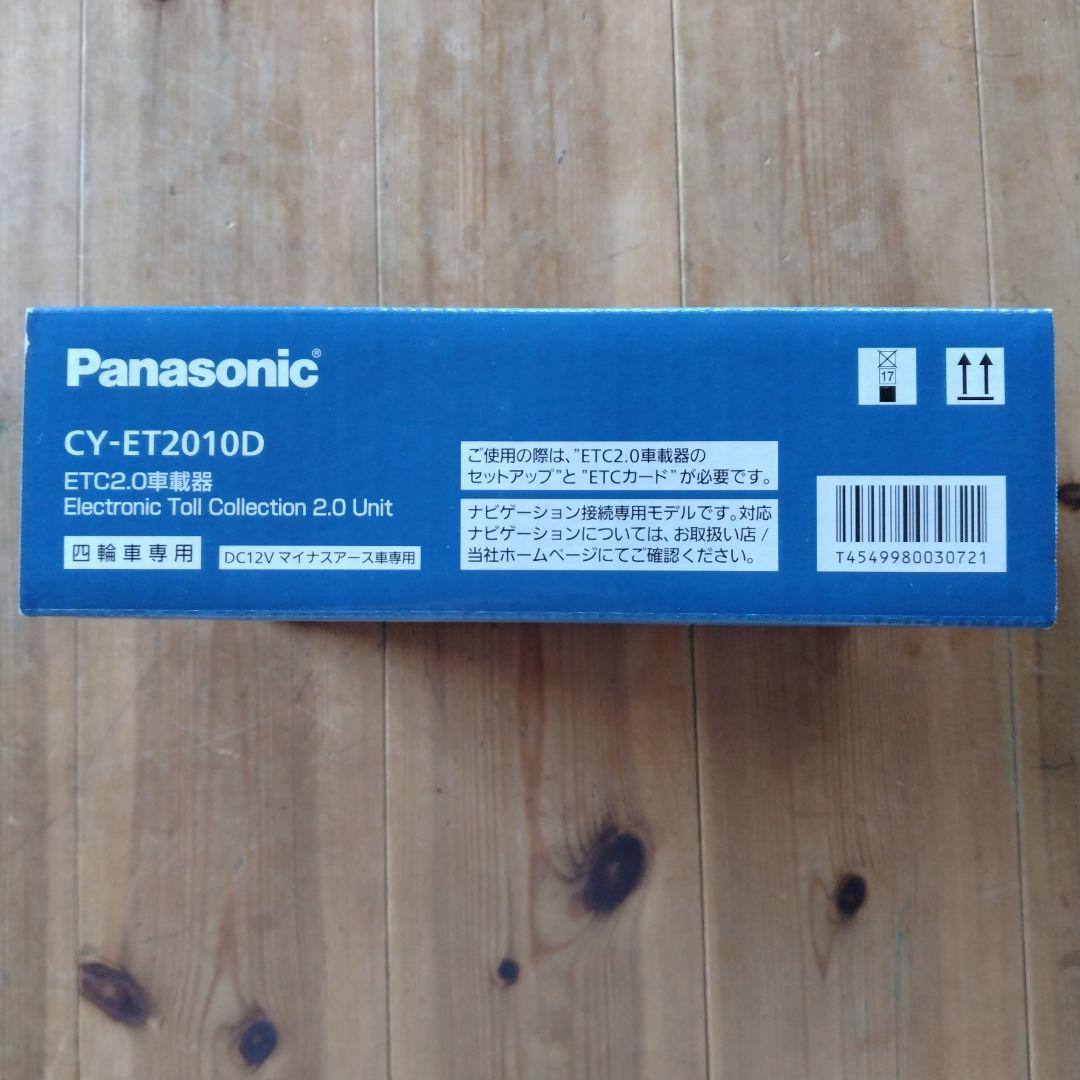 Panasonic®
CY-ET2010D
ETC2.0車載器
Electronic Toll Collection 2.0 Unit
四輪車専用
DC12V マイナスアース車専用
ご使用の際は、"ETC2.0車載器の
セットアップ"と"ETCカード"が必要です。
ナビゲーション接続専用モデルです。対応
ナビゲーションについては、お取扱い店 /
当社ホームページにてご確認ください。
17
T4549980030721